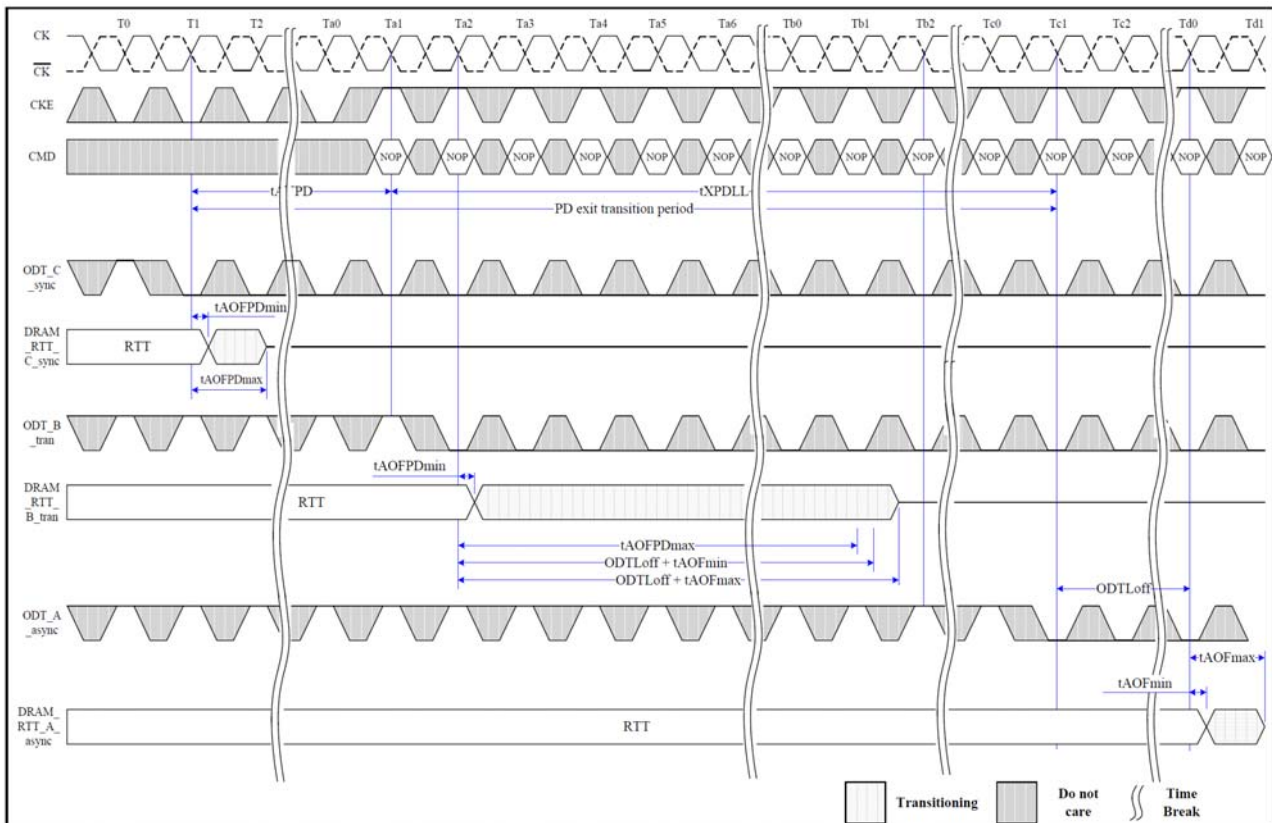 T0 T1 T2 Ta0 Ta1 Ta2 Ta3 Ta4 Ta5 Ta6 Tb0 Tb1 Tb2 Tc0 Tc1 Tc2 Td0 Td1
CK
CK
CKE
CMD
NOP NOP NOP NOP NOP NOP NOP NOP NOP NOP NOP NOP NOP NOP
tXPDLL
PD exit transition period
ODT_C
_sync
tAOFPDmin
DRAM
_RTT_
C_sync
RTT
tAOFPDmax
ODT_B
_tran
tAOFPDmin
DRAM
_RTT_
B_tran
RTT
tAOFPDmax
ODTLoff + tAOFmin
ODTLoff + tAOFmax
ODTLoff
ODT_A
_async
tAOFmax
tAOFmin
DRAM_
RTT_A_
async
RTT
Transitioning
Do not
care
Time
Break